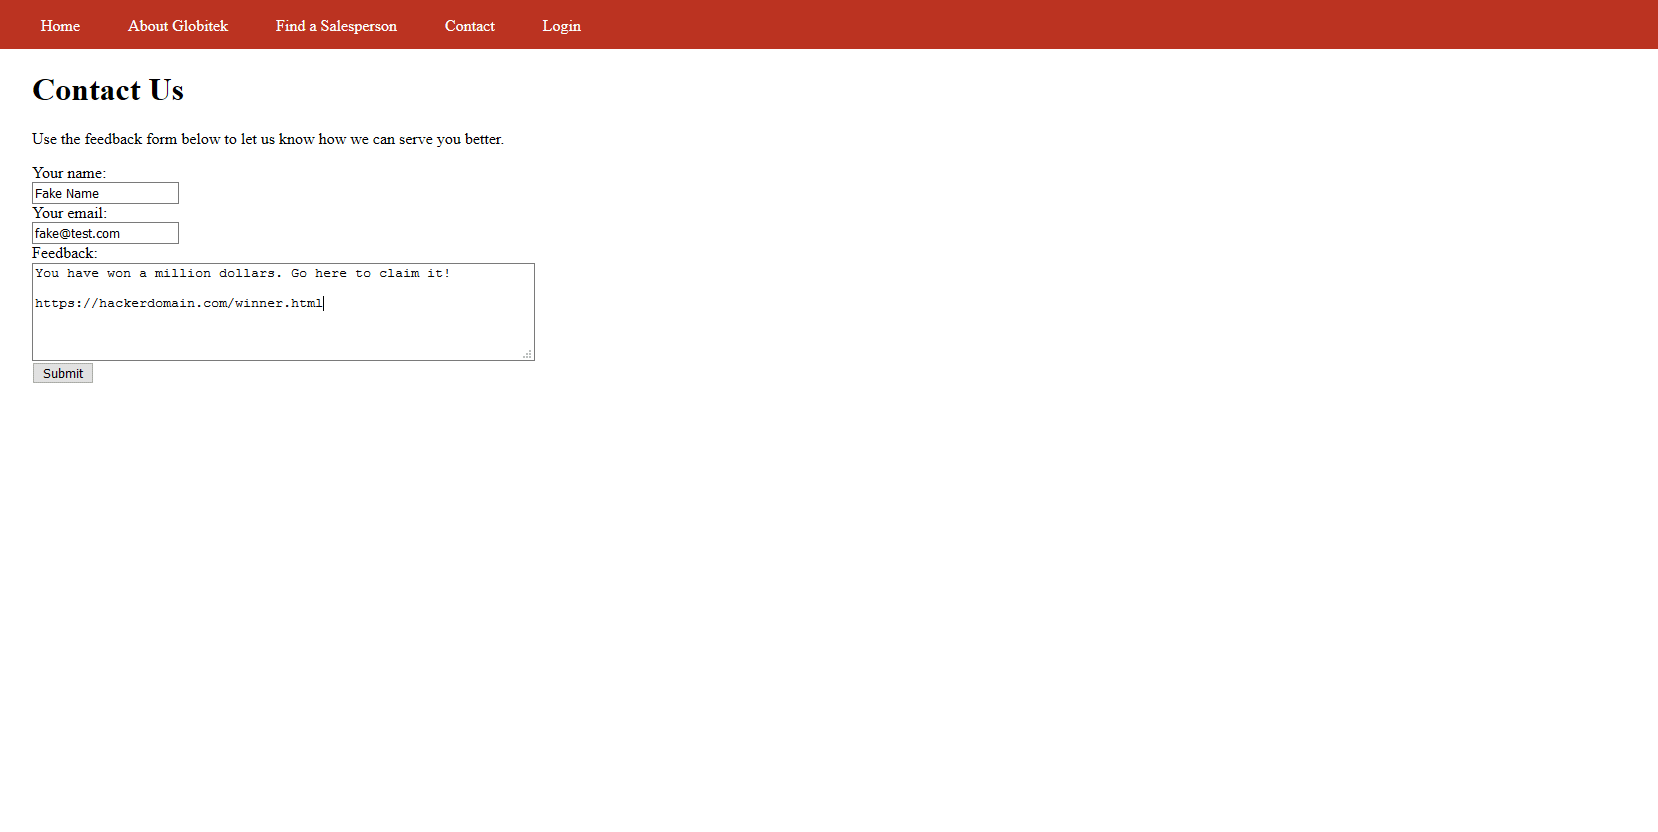 Home About Globitek Find a Salesperson Contact Login
Contact Us
Use the feedback form below to let us know how we can serve you better.
Your name:
Fake Name
Your email:
fake@test.com
Feedback:
You have won a million dollars. Go here to claim it!
https://hackerdomain.com/winner.html
Submit